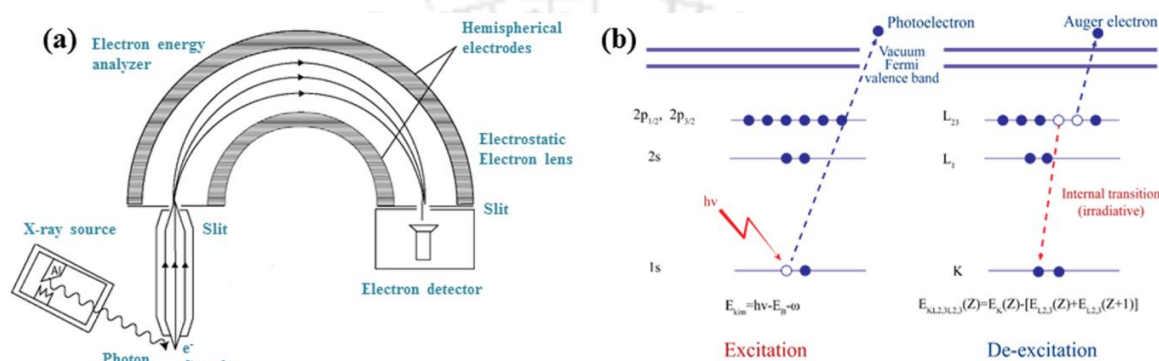 (a)
Electron energy
analyzer
Hemispherical
electrodes
Electrostatic
Electron lens
Slit
Slit
X-ray source
Al
Electron detector
Photon
e-
(b)
Photoelectron
Auger electron
Vacuum
Fermi
valence band
2p1/2, 2p3/2
2s
hν
1s
Ekim=hν-EB-ω
Excitation
L23
L1
Internal transition
(irradiative)
K
EKL2,3L2,3(Z)=EK(Z)-[EL2,3(Z)+EL2,3(Z+1)]
De-excitation